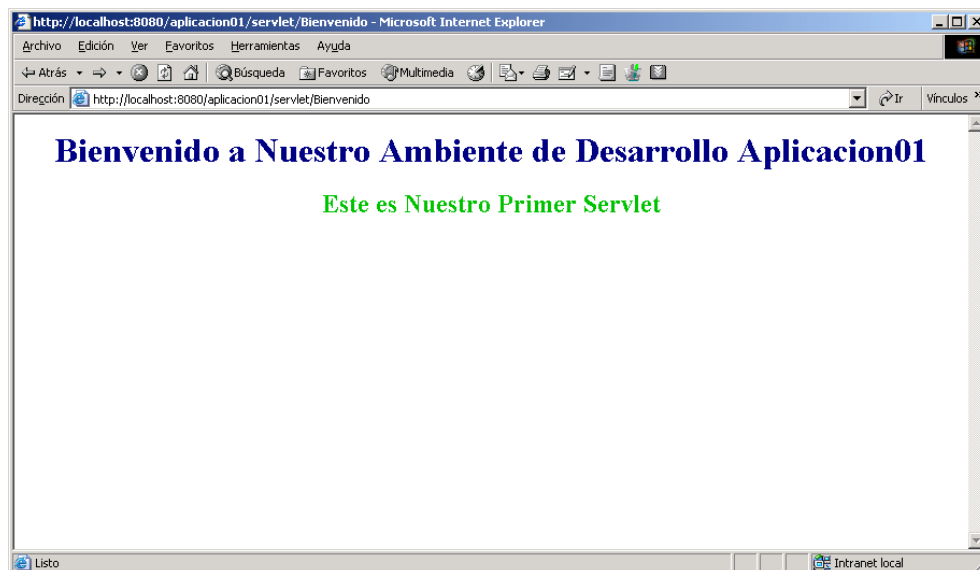 http://localhost:8080/aplicacion01/servlet/Bienvenido - Microsoft Internet Explorer
Archivo Edición Ver Favoritos Herramientas Ayuda
Atrás Búsqueda Favoritos Multimedia
Dirección http://localhost:8080/aplicacion01/servlet/Bienvenido Ir Vínculos »
Bienvenido a Nuestro Ambiente de Desarrollo Aplicacion01
Este es Nuestro Primer Servlet
Listo Intranet local